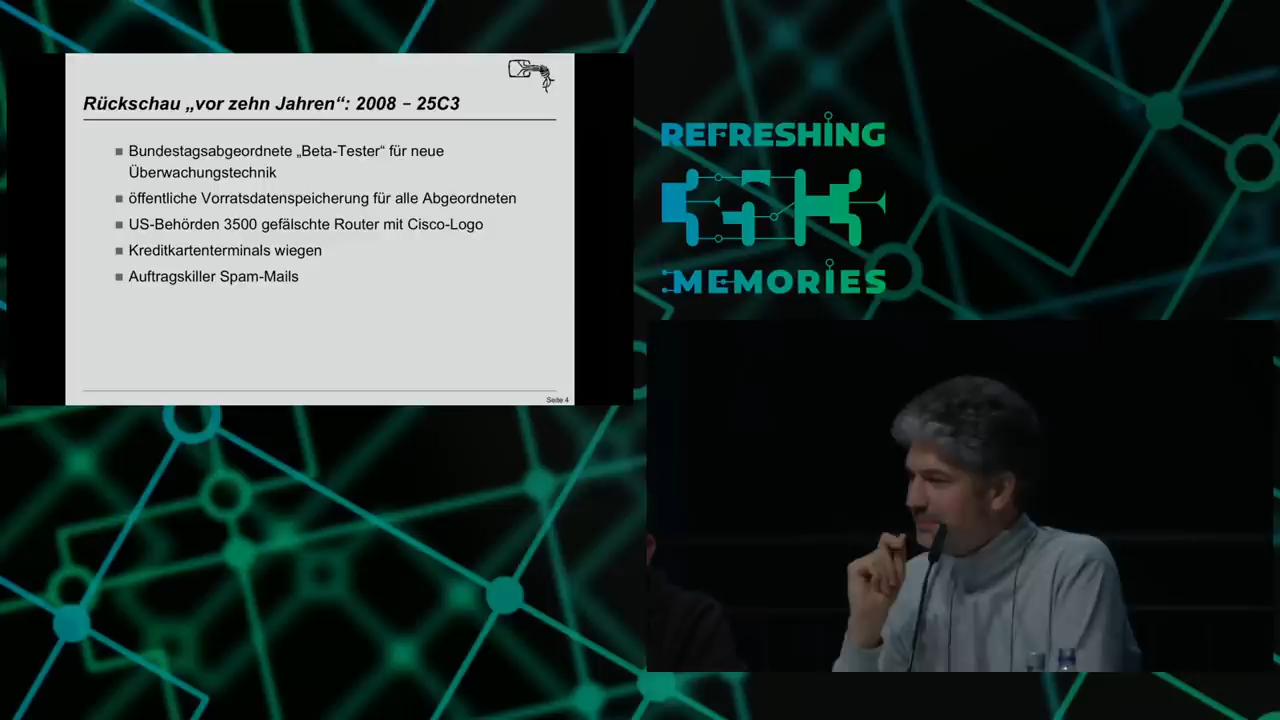 Rückschau „vor zehn Jahren“: 2008 – 25C3
Bundestagsabgeordnete „Beta-Tester“ für neue
Überwachungstechnik
öffentliche Vorratsdatenspeicherung für alle Abgeordneten
US-Behörden 3500 gefälschte Router mit Cisco-Logo
Kreditkartenterminals wiegen
Auftragskiller Spam-Mails
Seite 4
REFRESHING
MEMORIES